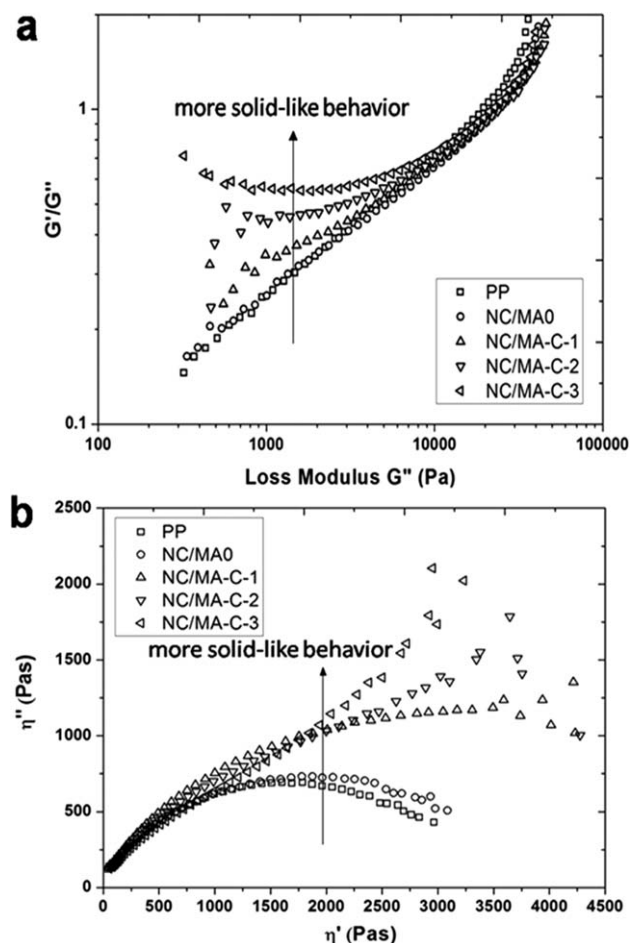 a
more solid-like behavior
G'/G"
1
0.1
PP
NC/MA0
NC/MA-C-1
NC/MA-C-2
NC/MA-C-3
100 1000 10000 100000
Loss Modulus G" (Pa)
b
2500
2000
1500
1000
500
0
PP
NC/MA0
NC/MA-C-1
NC/MA-C-2
NC/MA-C-3
more solid-like behavior
η" (Pas)
0 500 1000 1500 2000 2500 3000 3500 4000 4500
η' (Pas)